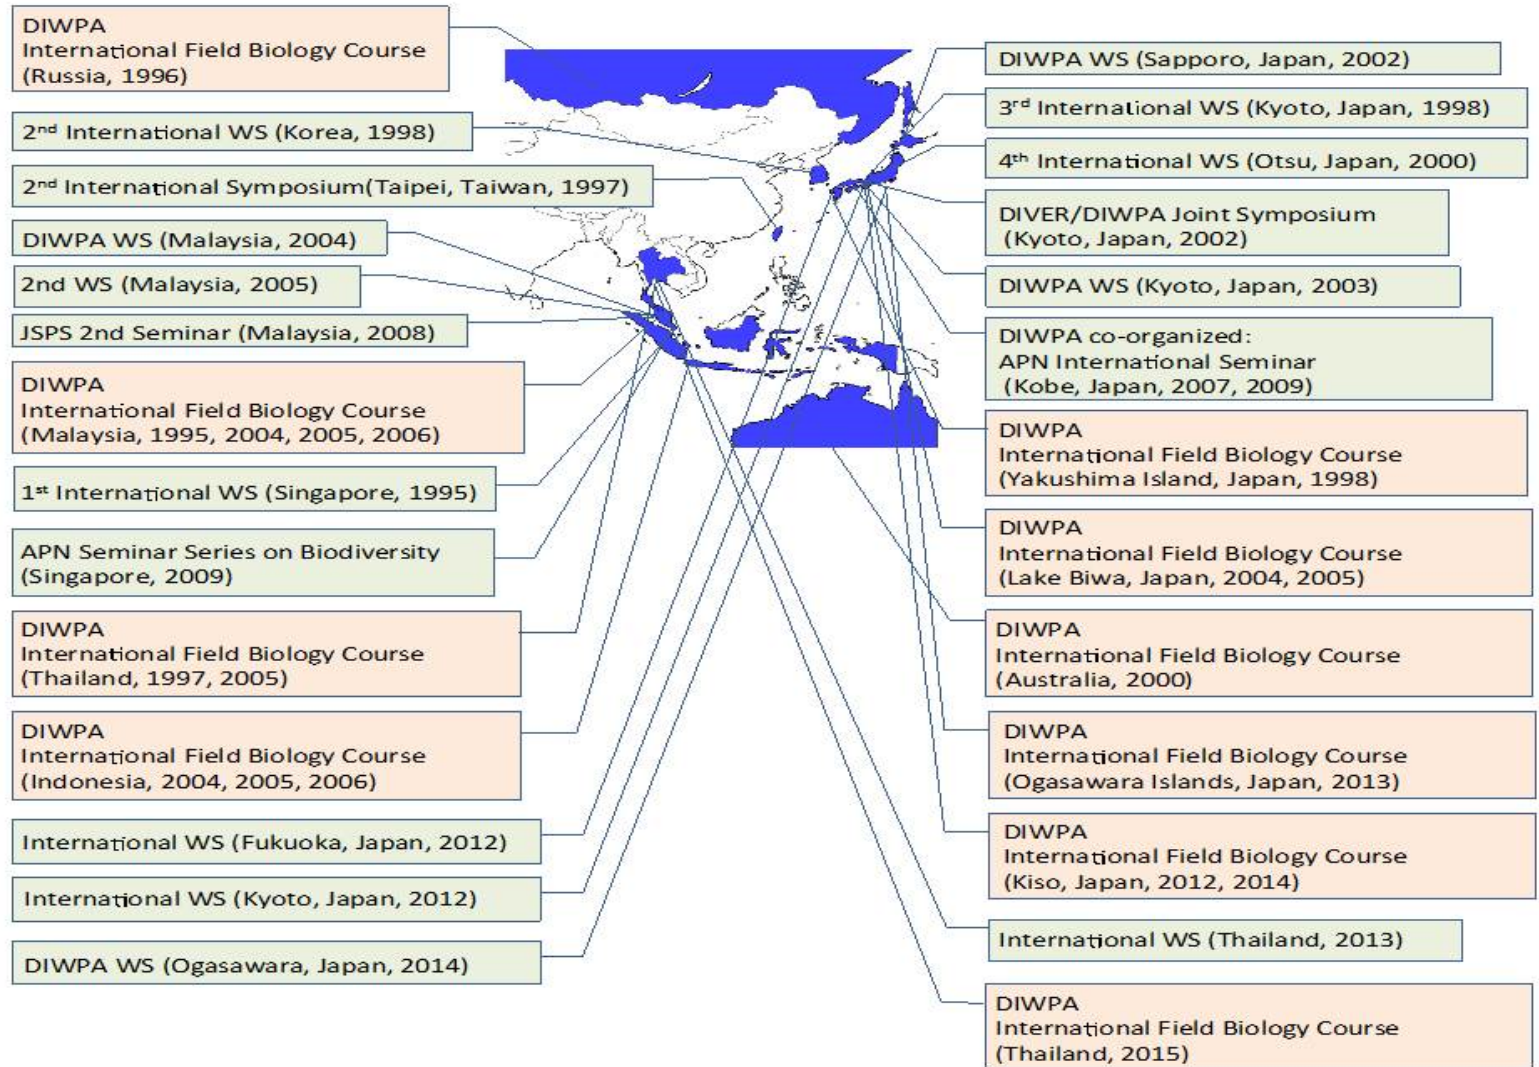 DIWPA
International Field Biology Course
(Russia, 1996)
2nd International WS (Korea, 1998)
2nd International Symposium(Taipei, Taiwan, 1997)
DIWPA WS (Malaysia, 2004)
2nd WS (Malaysia, 2005)
JSPS 2nd Seminar (Malaysia, 2008)
DIWPA
International Field Biology Course
(Malaysia, 1995, 2004, 2005, 2006)
1st International WS (Singapore, 1995)
APN Seminar Series on Biodiversity
(Singapore, 2009)
DIWPA
International Field Biology Course
(Thailand, 1997, 2005)
DIWPA
International Field Biology Course
(Indonesia, 2004, 2005, 2006)
International WS (Fukuoka, Japan, 2012)
International WS (Kyoto, Japan, 2012)
DIWPA WS (Ogasawara, Japan, 2014)
DIWPA WS (Sapporo, Japan, 2002)
3rd International WS (Kyoto, Japan, 1998)
4th International WS (Otsu, Japan, 2000)
DIVER/DIWPA Joint Symposium
(Kyoto, Japan, 2002)
DIWPA WS (Kyoto, Japan, 2003)
DIWPA co-organized:
APN International Seminar
(Kobe, Japan, 2007, 2009)
DIWPA
International Field Biology Course
(Yakushima Island, Japan, 1998)
DIWPA
International Field Biology Course
(Lake Biwa, Japan, 2004, 2005)
DIWPA
International Field Biology Course
(Australia, 2000)
DIWPA
International Field Biology Course
(Ogasawara Islands, Japan, 2013)
DIWPA
International Field Biology Course
(Kiso, Japan, 2012, 2014)
International WS (Thailand, 2013)
DIWPA
International Field Biology Course
(Thailand, 2015)